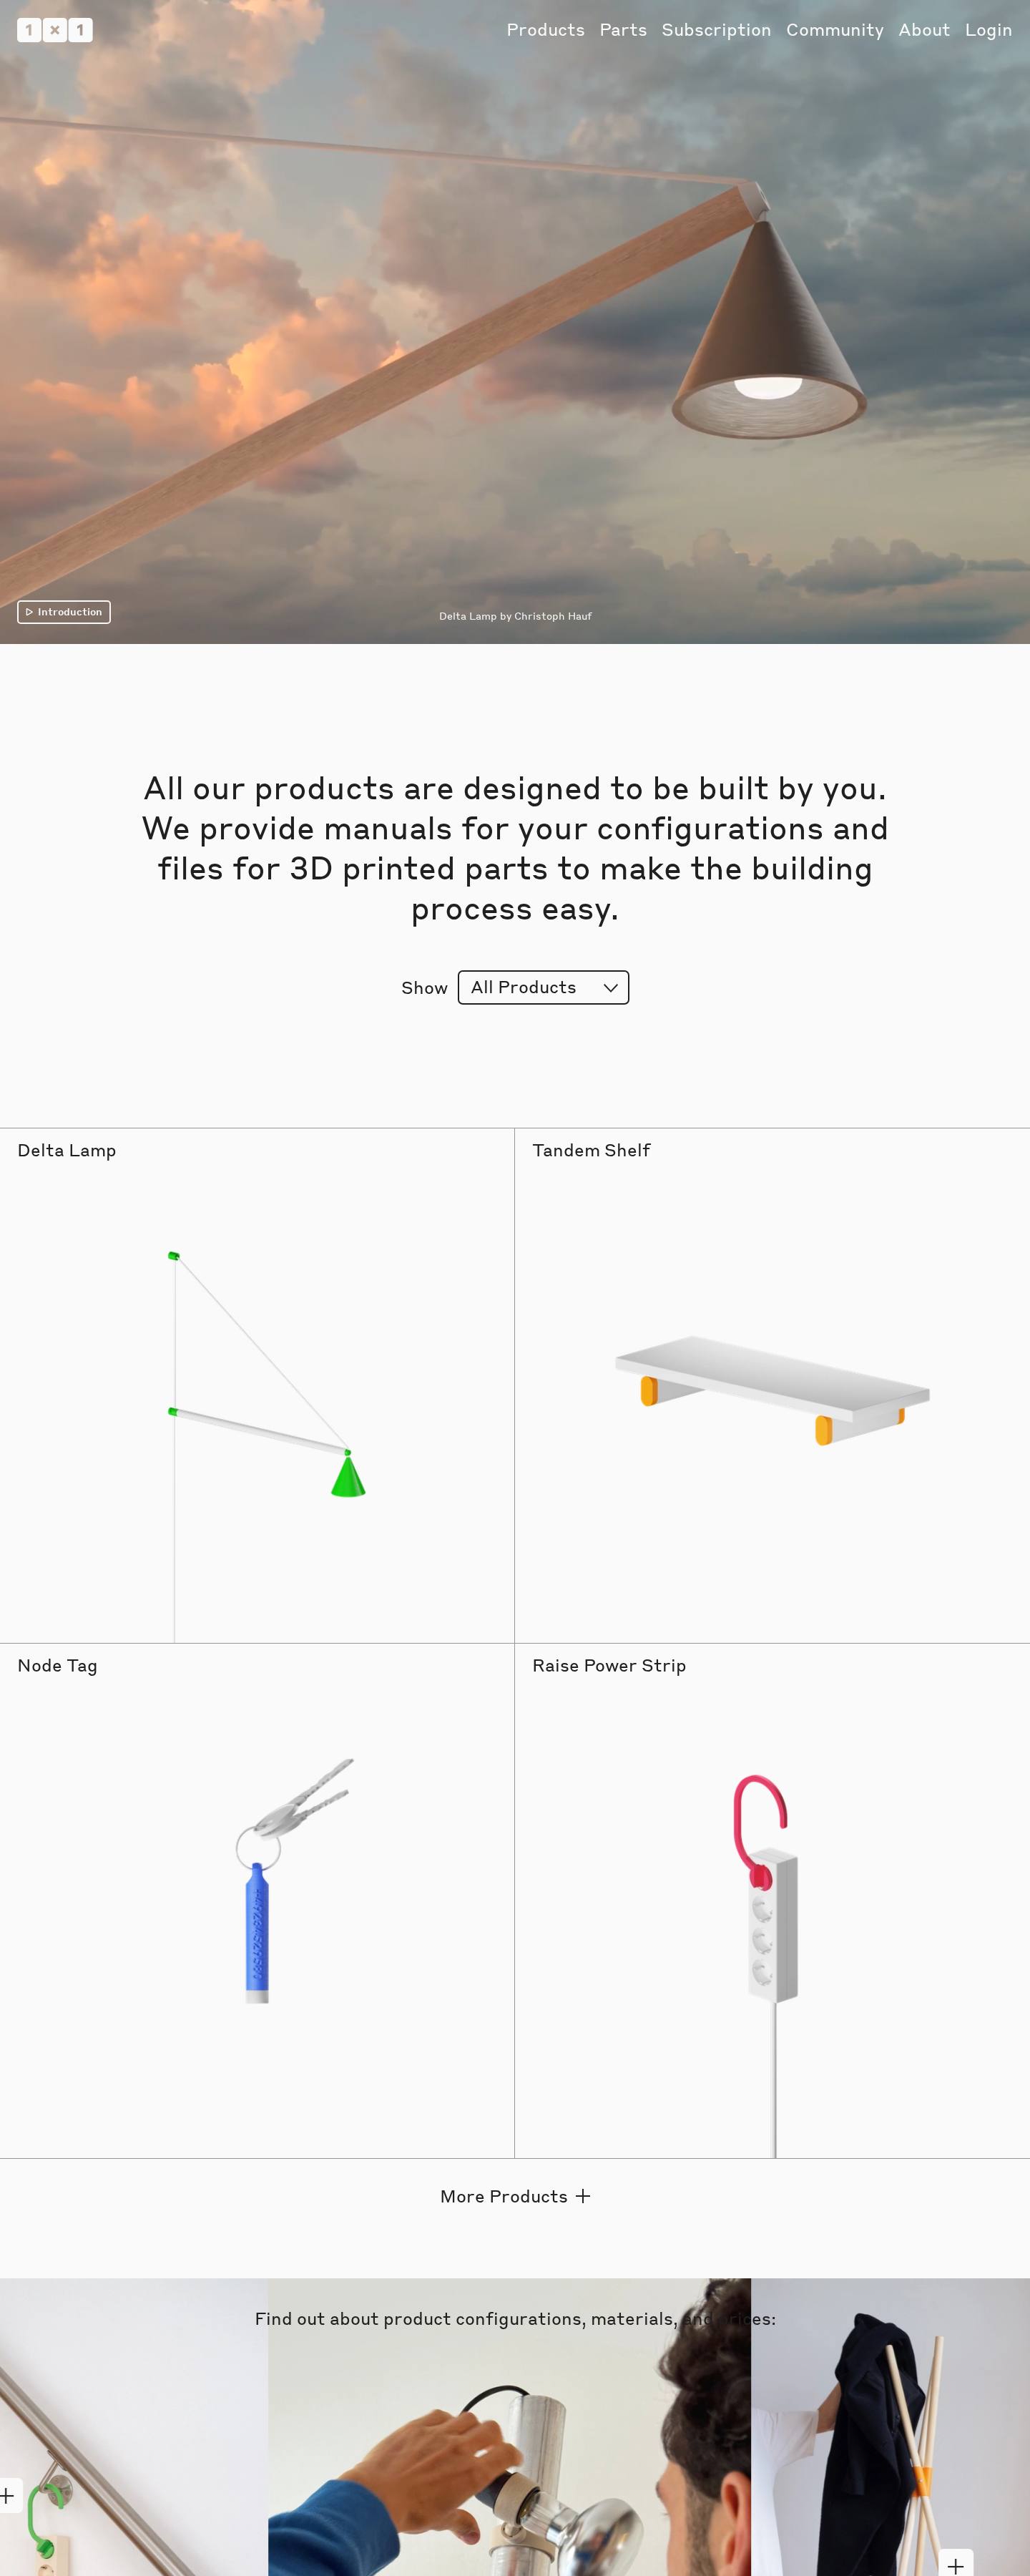 1 × 1
Products Parts Subscription Community About Login
Introduction
Delta Lamp by Christoph Hauf
All our products are designed to be built by you.
We provide manuals for your configurations and
files for 3D printed parts to make the building
process easy.
Show All Products
Delta Lamp
Tandem Shelf
Node Tag
Raise Power Strip
More Products +
Find out about product configurations, materials, and prices: